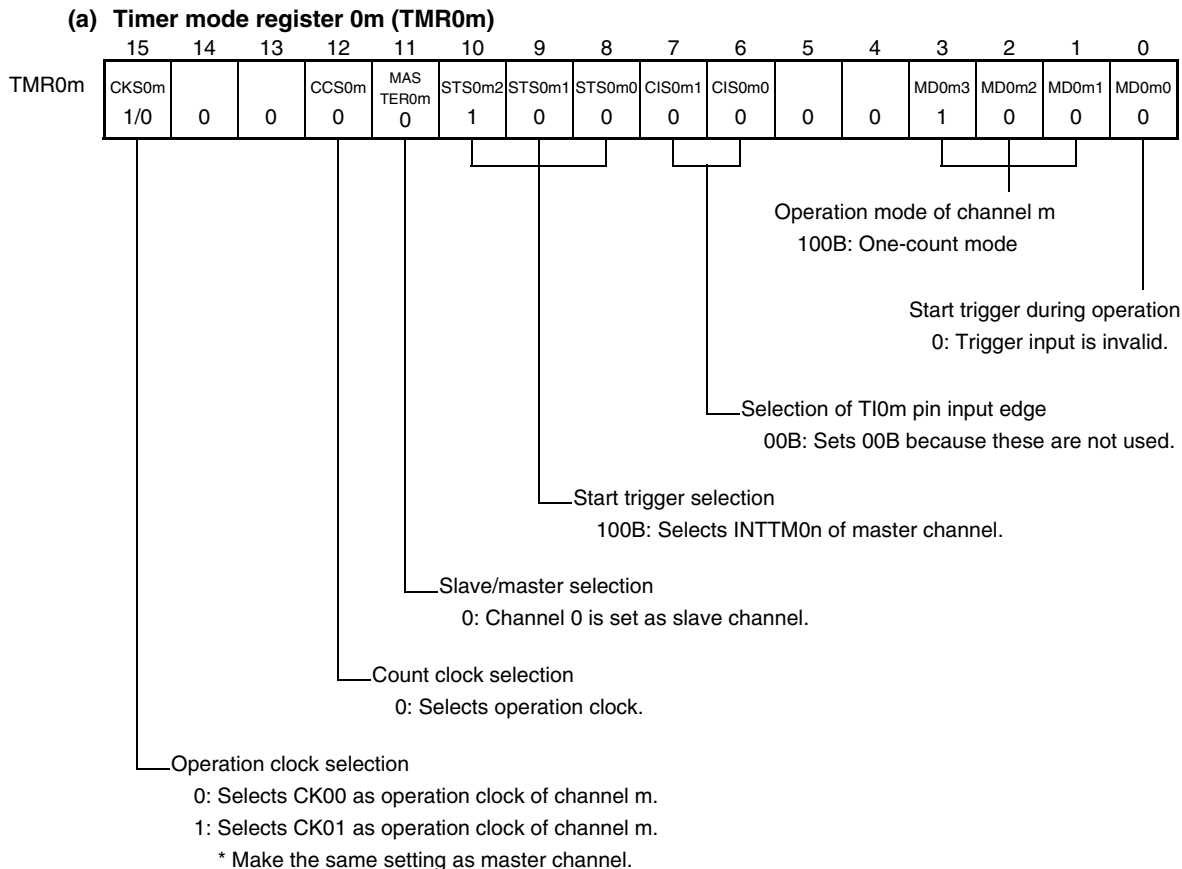 (a) Timer mode register 0m (TMR0m)
15 14 13 12 11 10 9 8 7 6 5 4 3 2 1 0
TMR0m CKS0m CCS0m MAS TER0m STS0m2 STS0m1 STS0m0 CIS0m1 CIS0m0 MD0m3 MD0m2 MD0m1 MD0m0
1/0 0 0 0 0 1 0 0 0 0 0 0 1 0 0 0
Operation mode of channel m
100B: One-count mode
Start trigger during operation
0: Trigger input is invalid.
Selection of TI0m pin input edge
00B: Sets 00B because these are not used.
Start trigger selection
100B: Selects INTTM0n of master channel.
Slave/master selection
0: Channel 0 is set as slave channel.
Count clock selection
0: Selects operation clock.
Operation clock selection
0: Selects CK00 as operation clock of channel m.
1: Selects CK01 as operation clock of channel m.
* Make the same setting as master channel.